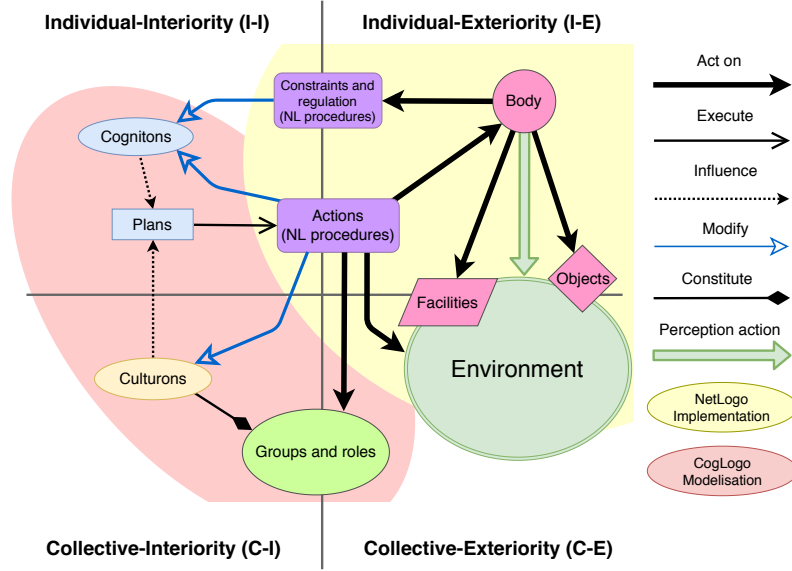 Individual-Interiority (I-I)
Individual-Exteriority (I-E)
Constraints and
regulation
(NL procedures)
Body
Cognitons
Plans
Actions
(NL procedures)
Facilities
Objects
Environment
Culturons
Groups and roles
Collective-Interiority (C-I)
Collective-Exteriority (C-E)
Act on
Execute
Influence
Modify
Constitute
Perception action
NetLogo
Implementation
CogLogo
Modelisation